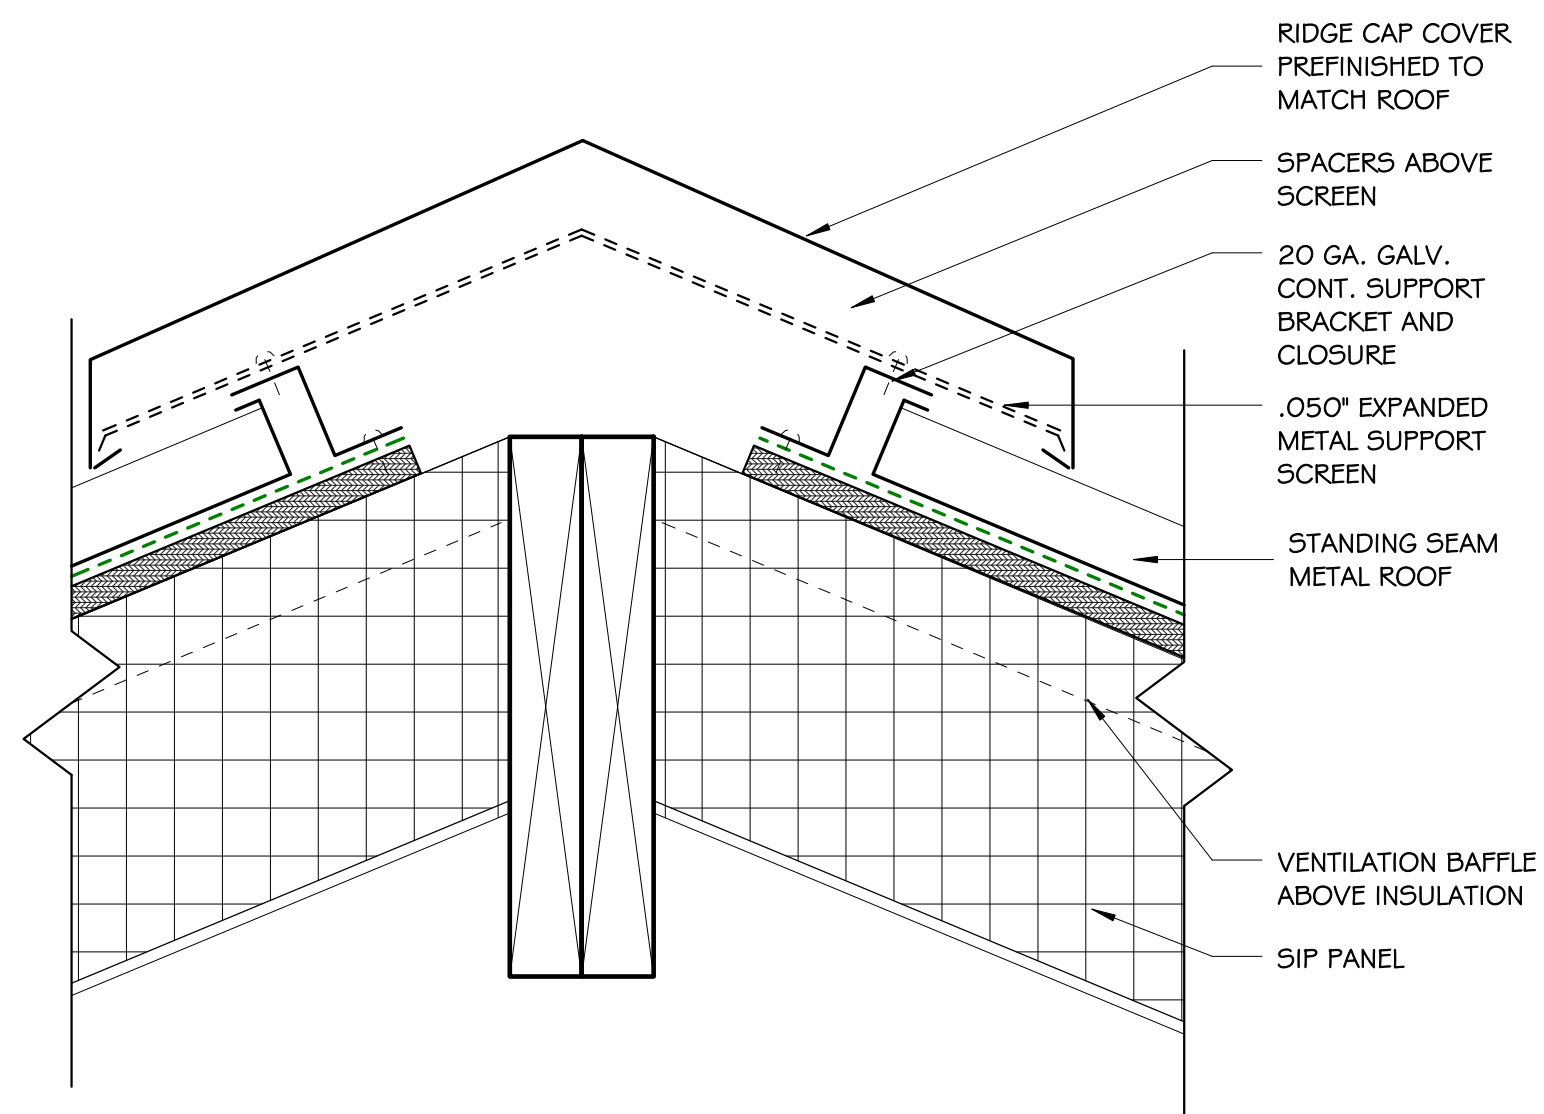 RIDGE CAP COVER
PREFINISHED TO
MATCH ROOF
SPACERS ABOVE
SCREEN
20 GA. GALV.
CONT. SUPPORT
BRACKET AND
CLOSURE
.050" EXPANDED
METAL SUPPORT
SCREEN
STANDING SEAM
METAL ROOF
VENTILATION BAFFLE
ABOVE INSULATION
SIP PANEL